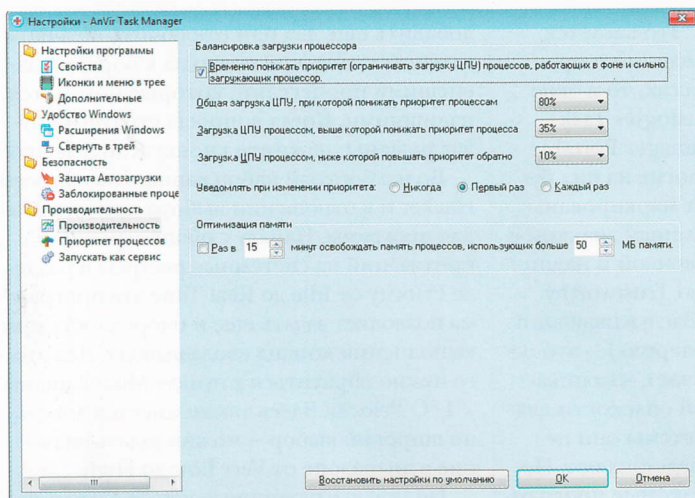 Настройки - AnVir Task Manager
Настройки программы
Свойства
Иконки и меню в трее
Дополнительные
Удобство Windows
Расширения Windows
Свернуть в трей
Безопасность
Защита Автозагрузки
Заблокированные проце
Производительность
Производительность
Приоритет процессов
Запускать как сервис
Балансировка загрузки процессора
Временно понижать приоритет (ограничивать загрузку ЦПУ) процессов, работающих в фоне и сильно
загружающих процессор.
Общая загрузка ЦПУ, при которой понижать приоритет процессам 80%
Загрузка ЦПУ процессом, выше которой понижать приоритет процесса 35%
Загрузка ЦПУ процессом, ниже которой повышать приоритет обратно 10%
Уведомлять при изменении приоритета: Никогда Первый раз Каждый раз
Оптимизация памяти
Раз в 15 минут освобождать память процессов, использующих больше 50 МБ памяти.
Восстановить настройки по умолчанию OK Отмена